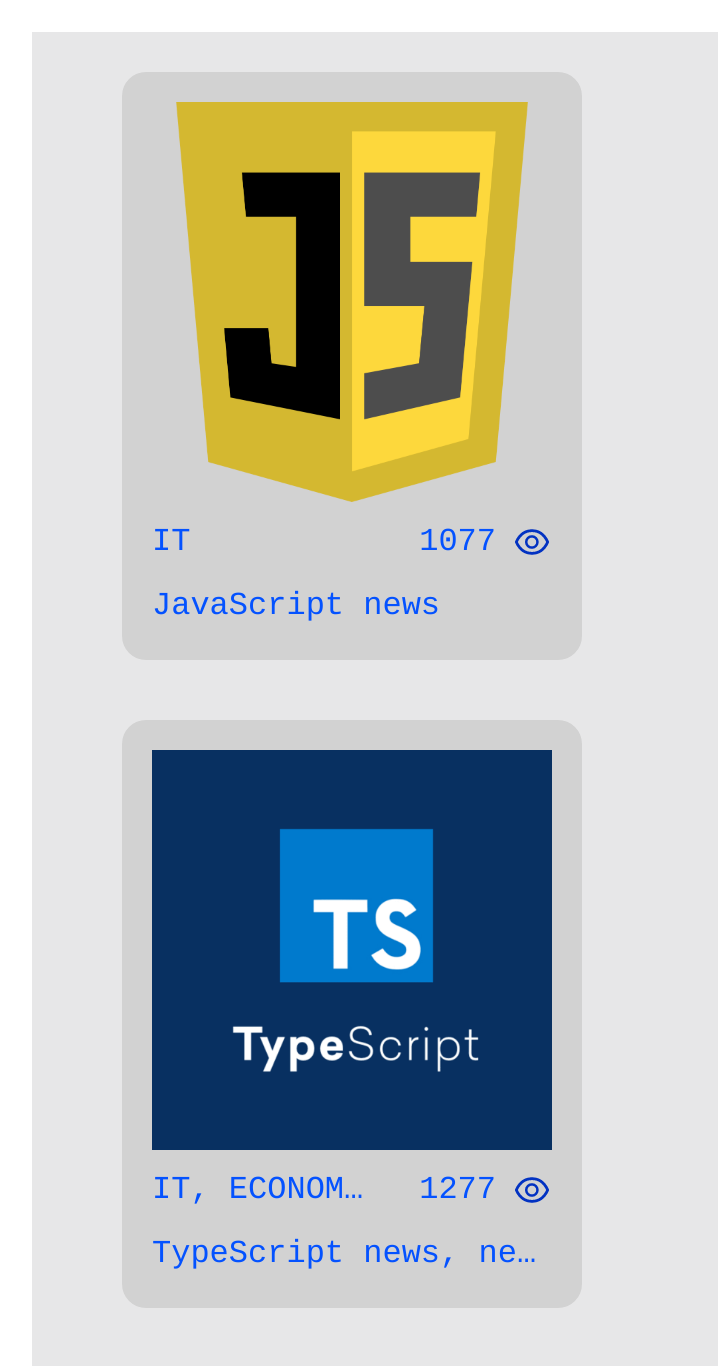 JS
IT 1077
JavaScript news
TS
TypeScript
IT, ECONOM… 1277
TypeScript news, ne…